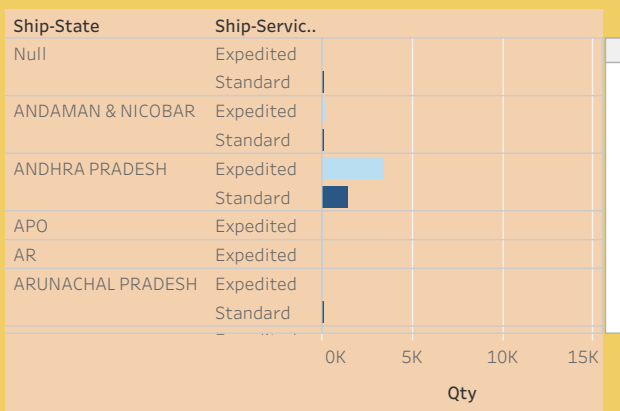 Ship-State Ship-Servic..
Null Expedited
Standard
ANDAMAN & NICOBAR Expedited
Standard
ANDHRA PRADESH Expedited
Standard
APO Expedited
AR Expedited
ARUNACHAL PRADESH Expedited
Standard
0K 5K 10K 15K
Qty